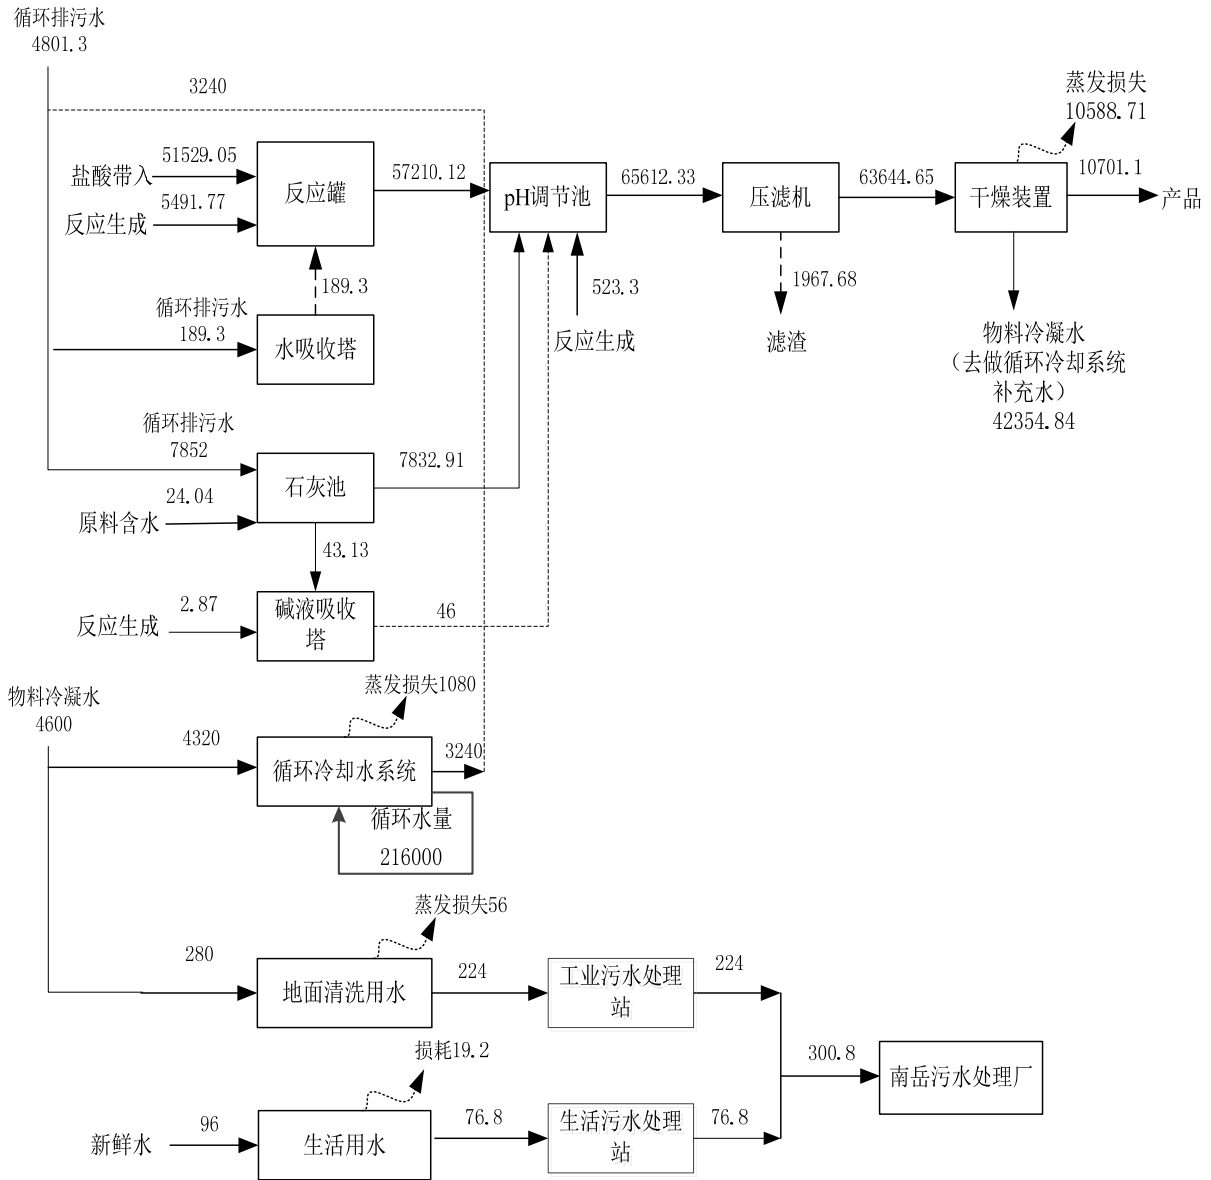 循环排污水
4801.3
3240
蒸发损失
10588.71
盐酸带入
51529.05
反应生成
5491.77
反应罐
57210.12
pH调节池
65612.33
压滤机
63644.65
干燥装置
10701.1
产品
189.3
523.3
反应生成
1967.68
滤渣
物料冷凝水
（去做循环冷却系统
补充水）
42354.84
循环排污水
189.3
水吸收塔
循环排污水
7852
石灰池
7832.91
24.04
原料含水
43.13
2.87
反应生成
碱液吸收
塔
46
物料冷凝水
4600
蒸发损失1080
4320
循环冷却水系统
3240
循环水量
216000
蒸发损失56
280
地面清洗用水
224
工业污水处理
站
224
损耗19.2
300.8
南岳污水处理厂
新鲜水
96
生活用水
76.8
生活污水处理
站
76.8